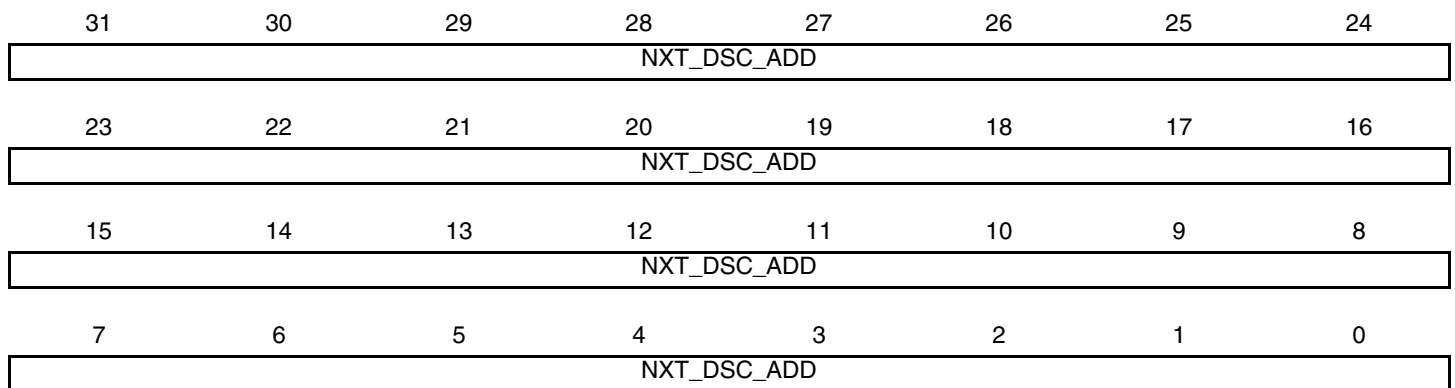 31 30 29 28 27 26 25 24
NXT_DSC_ADD
23 22 21 20 19 18 17 16
NXT_DSC_ADD
15 14 13 12 11 10 9 8
NXT_DSC_ADD
7 6 5 4 3 2 1 0
NXT_DSC_ADD